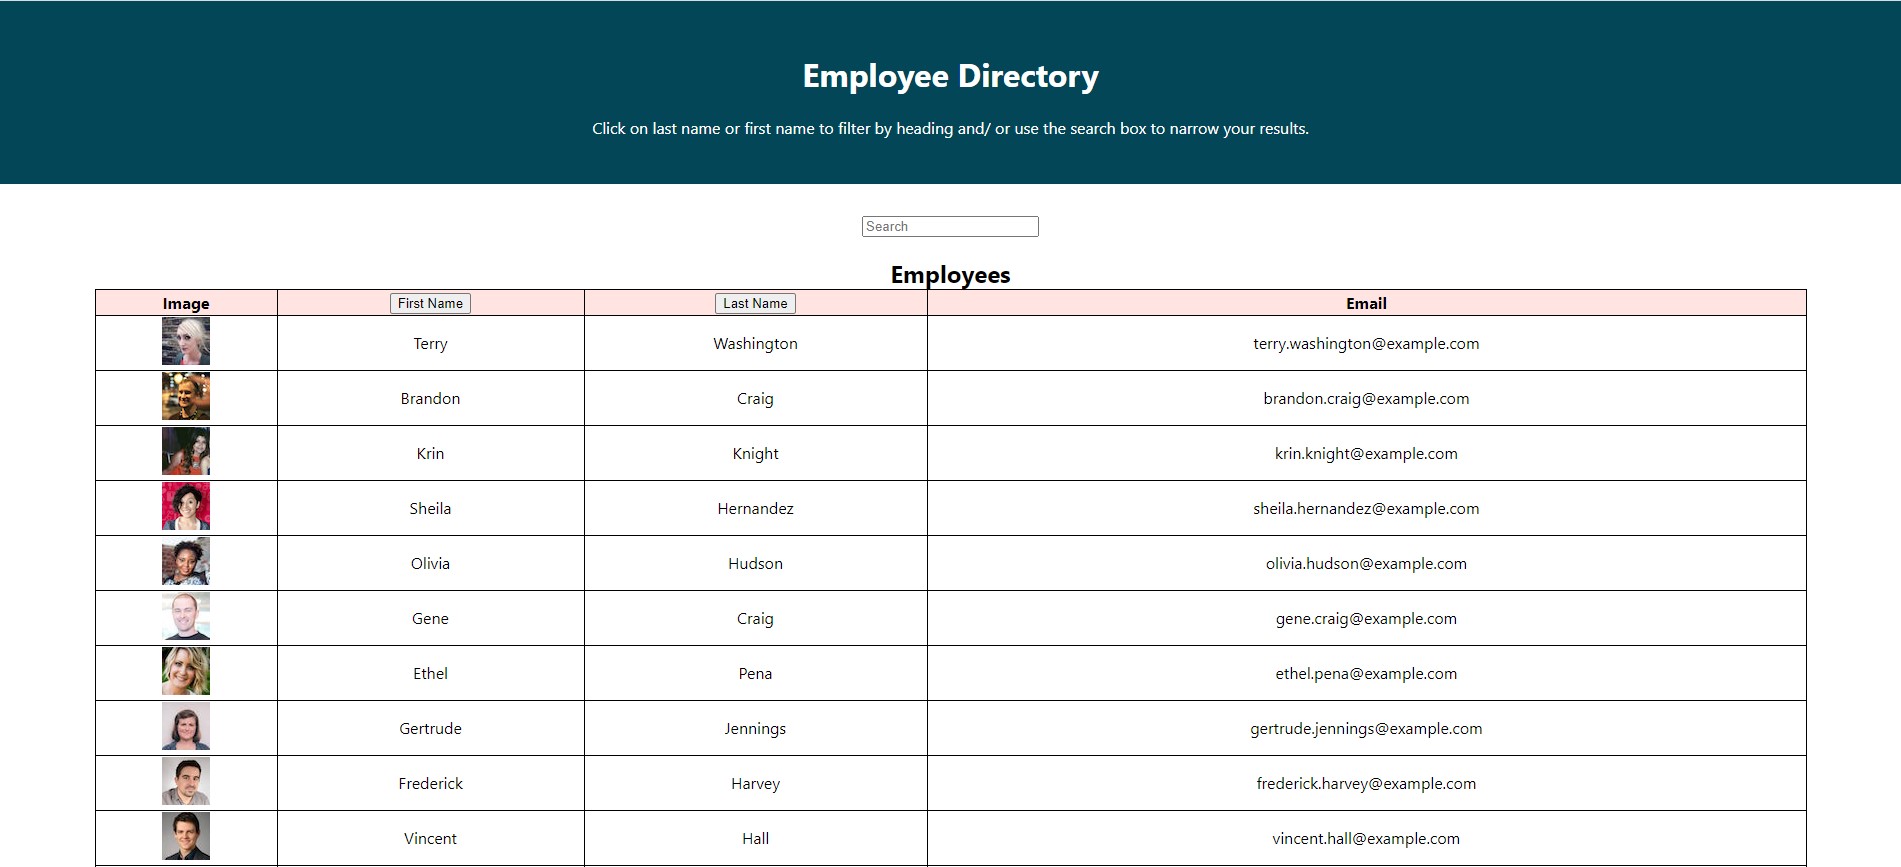 Employee Directory
Click on last name or first name to filter by heading and/ or use the search box to narrow your results.
Search
Employees
Image First Name Last Name Email
Terry Washington terry.washington@example.com
Brandon Craig brandon.craig@example.com
Krin Knight krin.knight@example.com
Sheila Hernandez sheila.hernandez@example.com
Olivia Hudson olivia.hudson@example.com
Gene Craig gene.craig@example.com
Ethel Pena ethel.pena@example.com
Gertrude Jennings gertrude.jennings@example.com
Frederick Harvey frederick.harvey@example.com
Vincent Hall vincent.hall@example.com